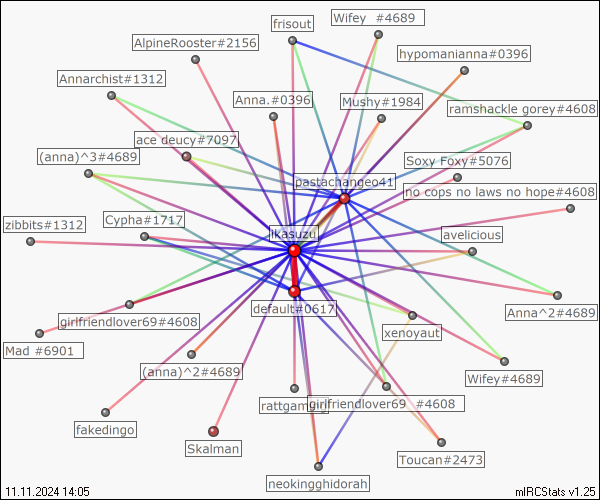 Wifey #4689
frisout
AlpineRooster#2156
hypomanianna#0396
Annarchist#1312
Anna.#0396
Mushy#1984
ramshackle gorey#4608
ace deucy#7097
(anna)^3#4689
Soxy Foxy#5076
pastachangeo41
no cops no laws no hope#4608
zibbits#1312
Cypha#1717
ikasuzu
avelicious
default#0617
Anna^2#4689
girlfriendlover69#4608
xenoyaut
Mad #6901
(anna)^2#4689
Wifey#4689
girlfriendlover69 #4608
fakedingo
Skalman
Toucan#2473
neokingghidorah
11.11.2024 14:05
mIRCStats v1.25